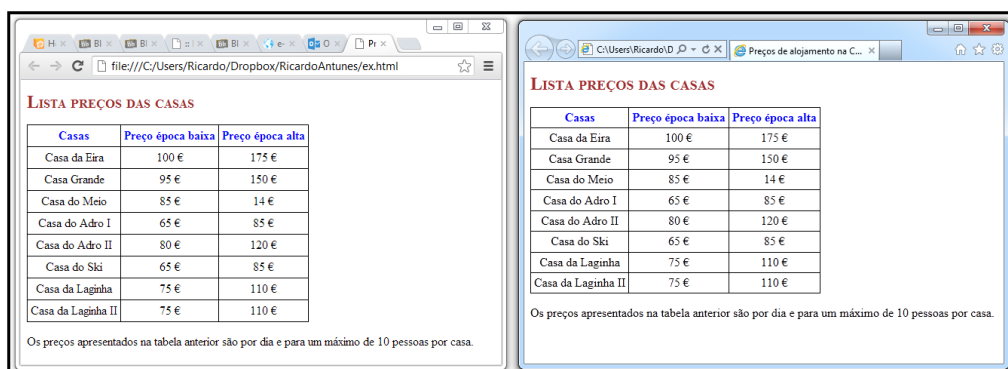 H
BI
BI
:: i
BI
e-
O
Pr
file:///C:/Users/Ricardo/Dropbox/RicardoAntunes/ex.html
LISTA PREÇOS DAS CASAS
Casas Preço época baixa Preço época alta
Casa da Eira 100 € 175 €
Casa Grande 95 € 150 €
Casa do Meio 85 € 14 €
Casa do Adro I 65 € 85 €
Casa do Adro II 80 € 120 €
Casa do Ski 65 € 85 €
Casa da Laginha 75 € 110 €
Casa da Laginha II 75 € 110 €
Os preços apresentados na tabela anterior são por dia e para um máximo de 10 pessoas por casa.
C:\Users\Ricardo\D
Preços de alojamento na C...
LISTA PREÇOS DAS CASAS
Casas Preço época baixa Preço época alta
Casa da Eira 100 € 175 €
Casa Grande 95 € 150 €
Casa do Meio 85 € 14 €
Casa do Adro I 65 € 85 €
Casa do Adro II 80 € 120 €
Casa do Ski 65 € 85 €
Casa da Laginha 75 € 110 €
Casa da Laginha II 75 € 110 €
Os preços apresentados na tabela anterior são por dia e para um máximo de 10 pessoas por casa.